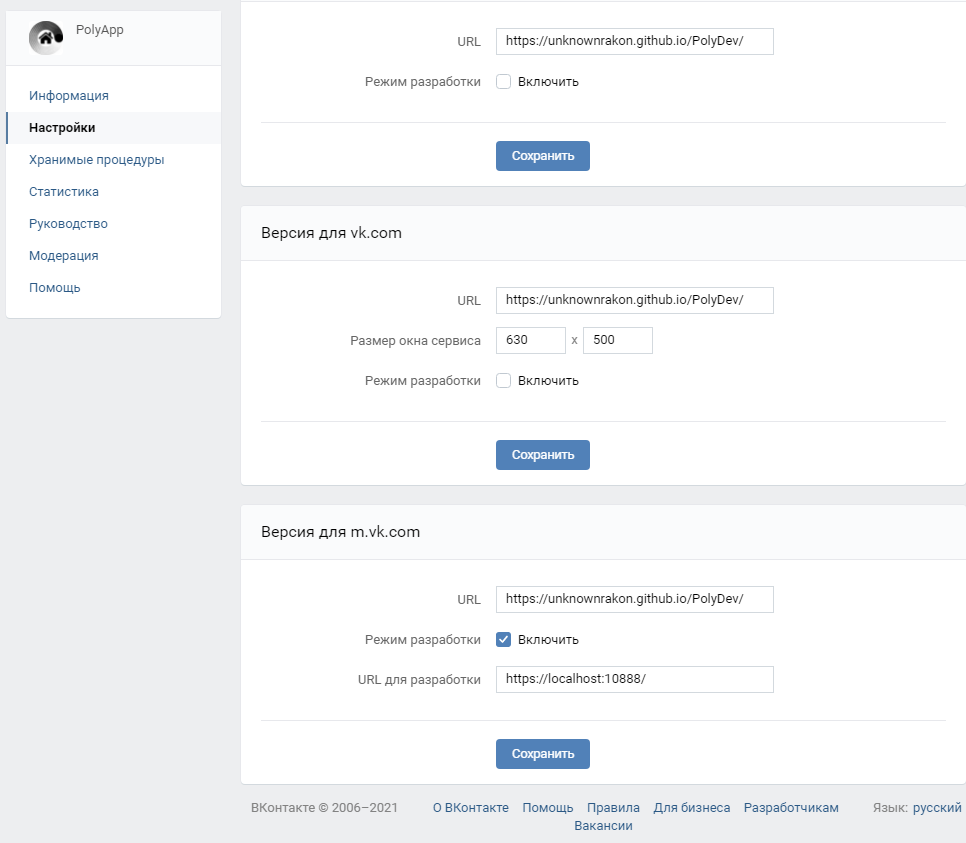 PolyApp
Информация
Настройки
Хранимые процедуры
Статистика
Руководство
Модерация
Помощь
URL https://unknownrakon.github.io/PolyDev/
Режим разработки Включить
Сохранить
Версия для vk.com
URL https://unknownrakon.github.io/PolyDev/
Размер окна сервиса 630 x 500
Режим разработки Включить
Сохранить
Версия для m.vk.com
URL https://unknownrakon.github.io/PolyDev/
Режим разработки Включить
URL для разработки https://localhost:10888/
Сохранить
ВКонтакте © 2006–2021 О ВКонтакте Помощь Правила Для бизнеса Разработчикам Язык: русский
Вакансии